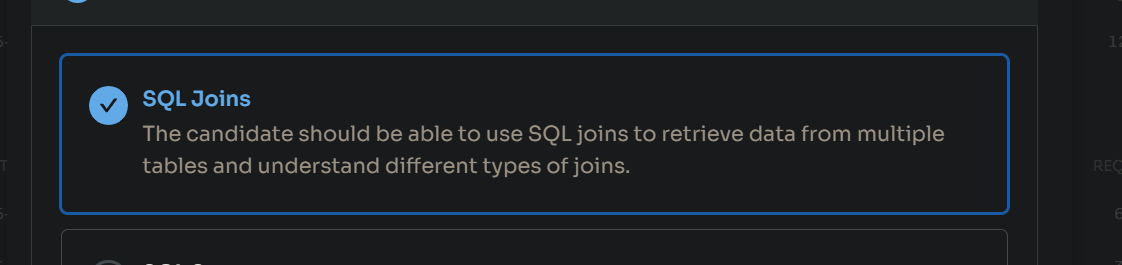 SQL Joins
The candidate should be able to use SQL joins to retrieve data from multiple
tables and understand different types of joins.